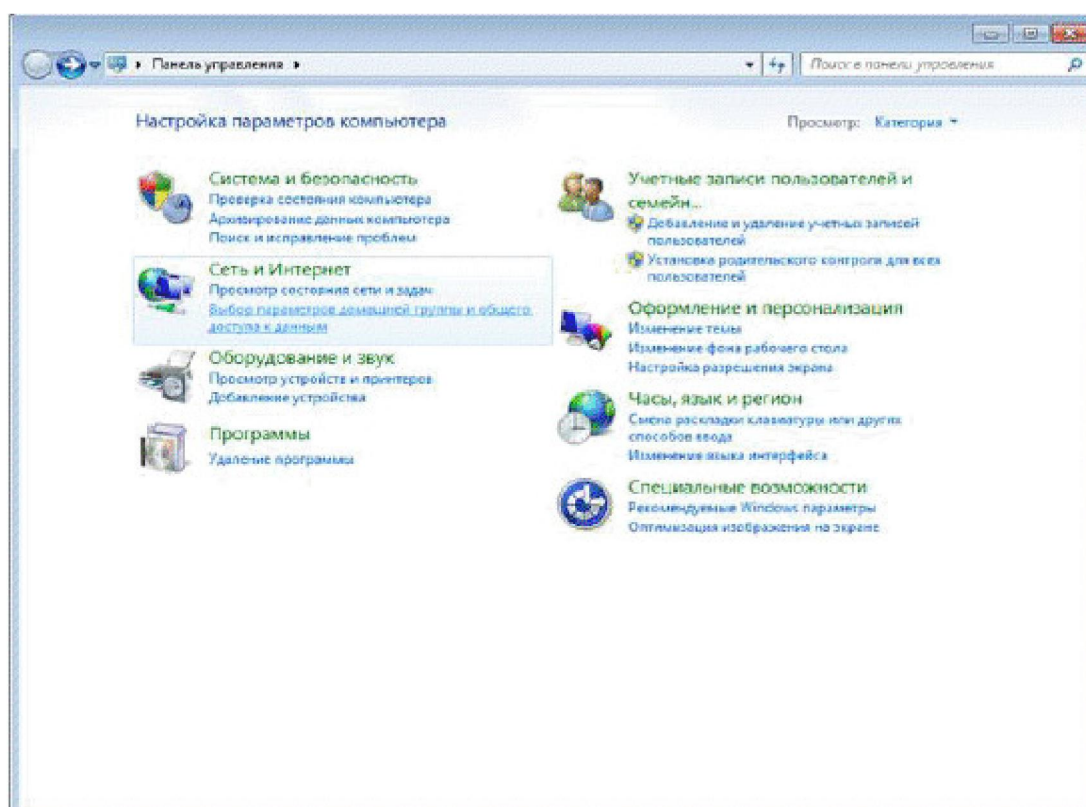 Панель управления
Поиск в панели управления
Настройка параметров компьютера
Просмотр: Категория
Система и безопасность
Проверка состояния компьютера
Архивирование данных компьютера
Поиск и исправление проблем
Сеть и Интернет
Просмотр состояния сети и задач
Выбор параметров домашней группы и общего
доступа к данным
Оборудование и звук
Просмотр устройств и принтеров
Добавление устройства
Программы
Удаление программы
Учетные записи пользователей и
семейн...
Добавление и удаление учетных записей
пользователей
Установка родительского контроля для всех
пользователей
Оформление и персонализация
Изменение темы
Изменение фона рабочего стола
Настройка разрешения экрана
Часы, язык и регион
Смена раскладки клавиатуры или других
способов ввода
Изменение языка интерфейса
Специальные возможности
Рекомендуемые Windows параметры
Оптимизация изображения на экране